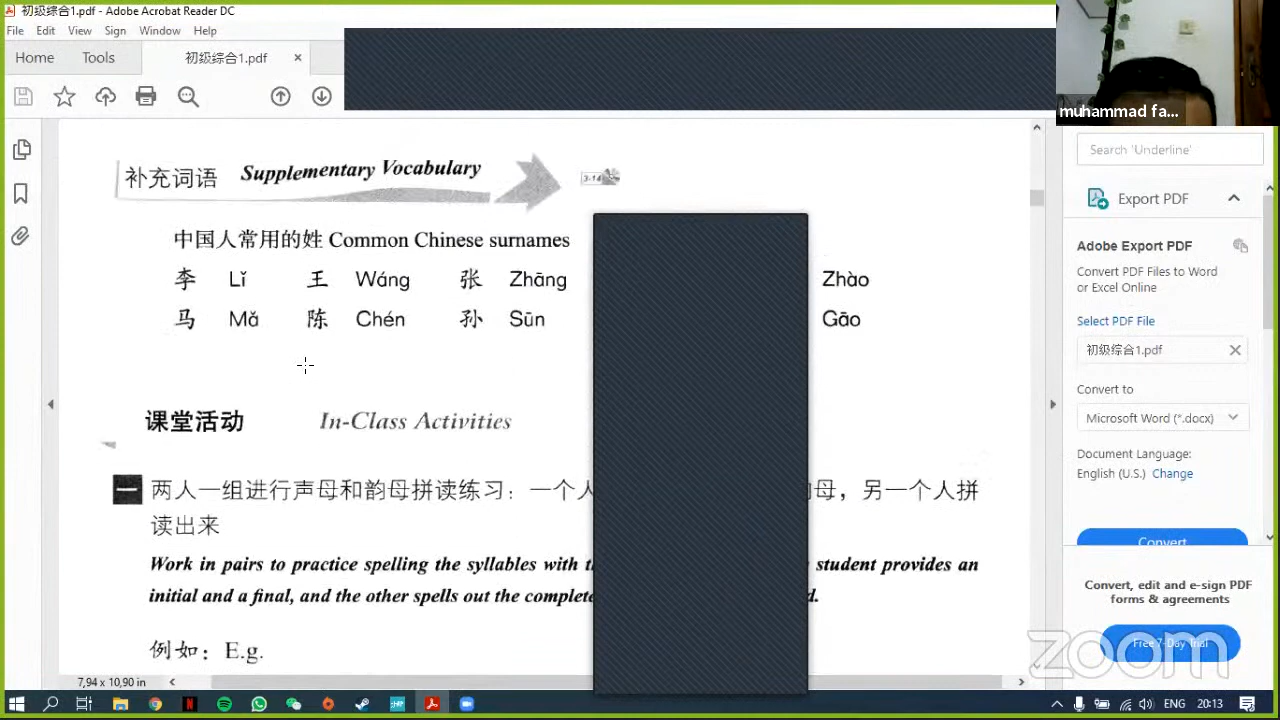 初级综合1.pdf - Adobe Acrobat Reader DC
File Edit View Sign Window Help
Home Tools 初级综合1.pdf ×
muhammad fa...
Search 'Underline'
补充词语 Supplementary Vocabulary 3-14
Export PDF
中国人常用的姓 Common Chinese surnames
Adobe Export PDF
李 Lǐ 王 Wáng 张 Zhāng Zhào
Convert PDF Files to Word
or Excel Online
马 Mǎ 陈 Chén 孙 Sūn Gāo
Select PDF File
初级综合1.pdf
Convert to
Microsoft Word (*.docx)
课堂活动 In-Class Activities
Document Language:
English (U.S.) Change
一 两人一组进行声母和韵母拼读练习：一个人 母，另一个人拼
读出来
Convert
Work in pairs to practice spelling the syllables with student provides an
initial and a final, and the other spells out the complete
Convert, edit and e-sign PDF
forms & agreements
Free 7-Day Trial
例如：E.g.
zoom
7,94 x 10,90 in
ENG 20:13